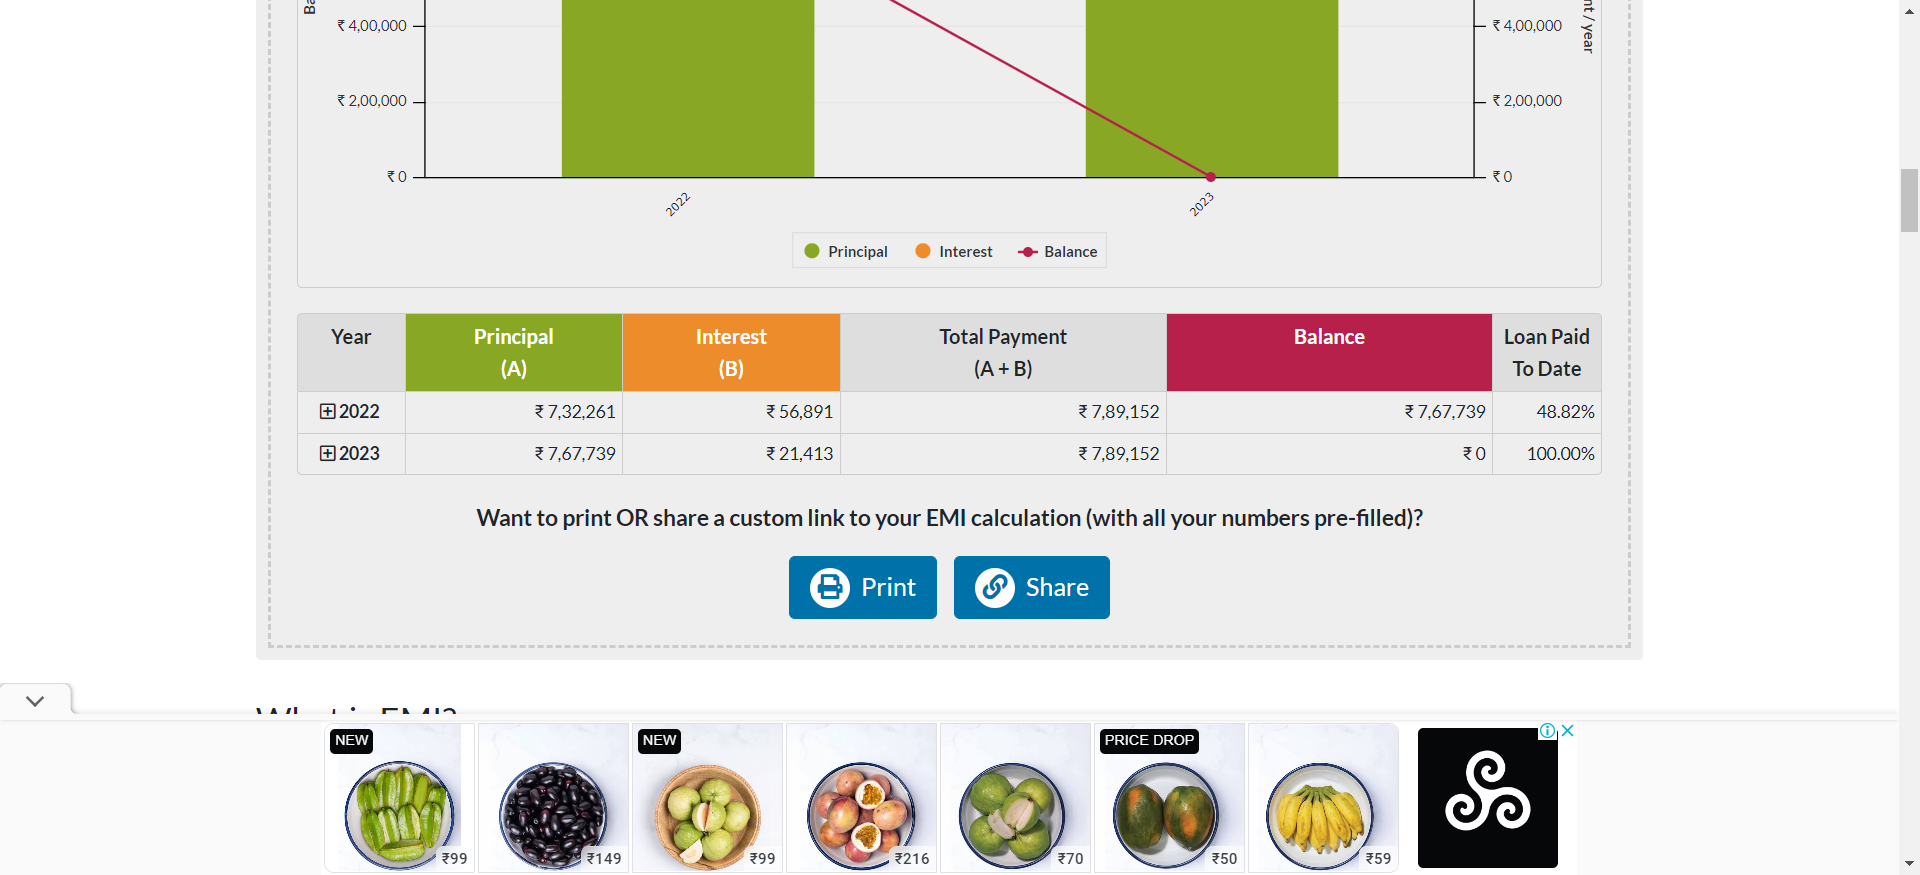 ₹ 4,00,000
₹ 4,00,000
nt / year
₹ 2,00,000
₹ 2,00,000
₹ 0
₹ 0
2022
2023
Principal
Interest
Balance
Year
Principal
(A)
Interest
(B)
Total Payment
(A + B)
Balance
Loan Paid
To Date
2022 ₹ 7,32,261 ₹ 56,891 ₹ 7,89,152 ₹ 7,67,739 48.82%
2023 ₹ 7,67,739 ₹ 21,413 ₹ 7,89,152 ₹ 0 100.00%
Want to print OR share a custom link to your EMI calculation (with all your numbers pre-filled)?
Print
Share
What is EMI?
NEW
NEW
PRICE DROP
₹99
₹149
₹99
₹216
₹70
₹50
₹59